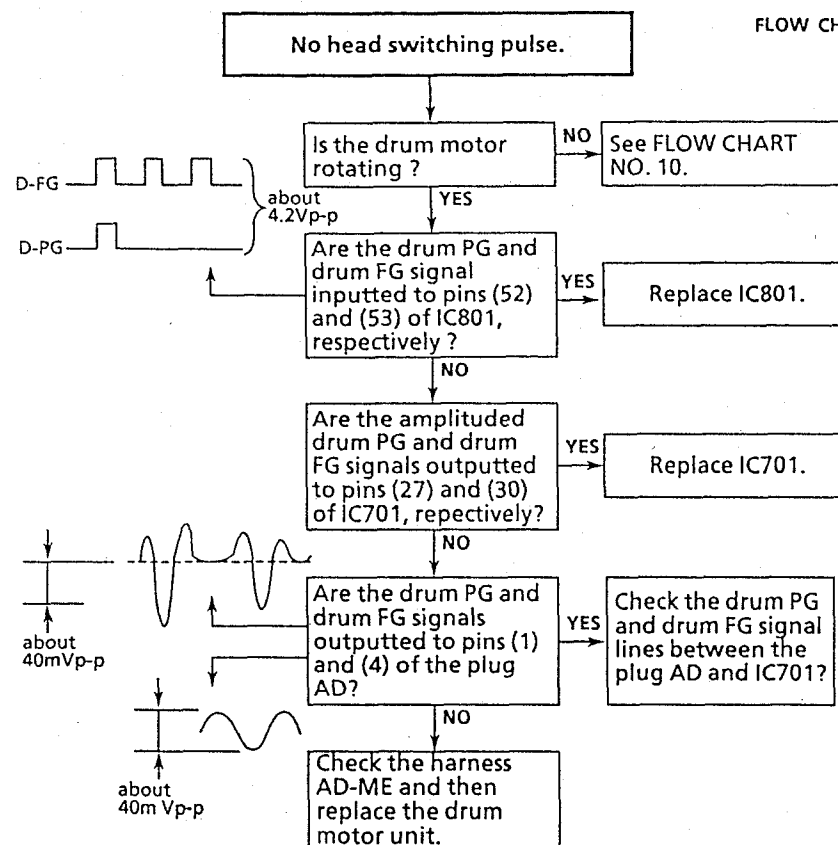 FLOW CH
No head switching pulse.
Is the drum motor
rotating ?
NO
See FLOW CHART
NO. 10.
YES
D-FG
D-PG
about
4.2Vp-p
Are the drum PG and
drum FG signal
inputted to pins (52)
and (53) of IC801,
respectively ?
YES
Replace IC801.
NO
Are the amplituded
drum PG and drum
FG signals outputted
to pins (27) and (30)
of IC701, repectively?
YES
Replace IC701.
NO
about
40mVp-p
Are the drum PG and
drum FG signals
outputted to pins (1)
and (4) of the plug
AD?
YES
Check the drum PG
and drum FG signal
lines between the
plug AD and IC701?
NO
about
40m Vp-p
Check the harness
AD-ME and then
replace the drum
motor unit.